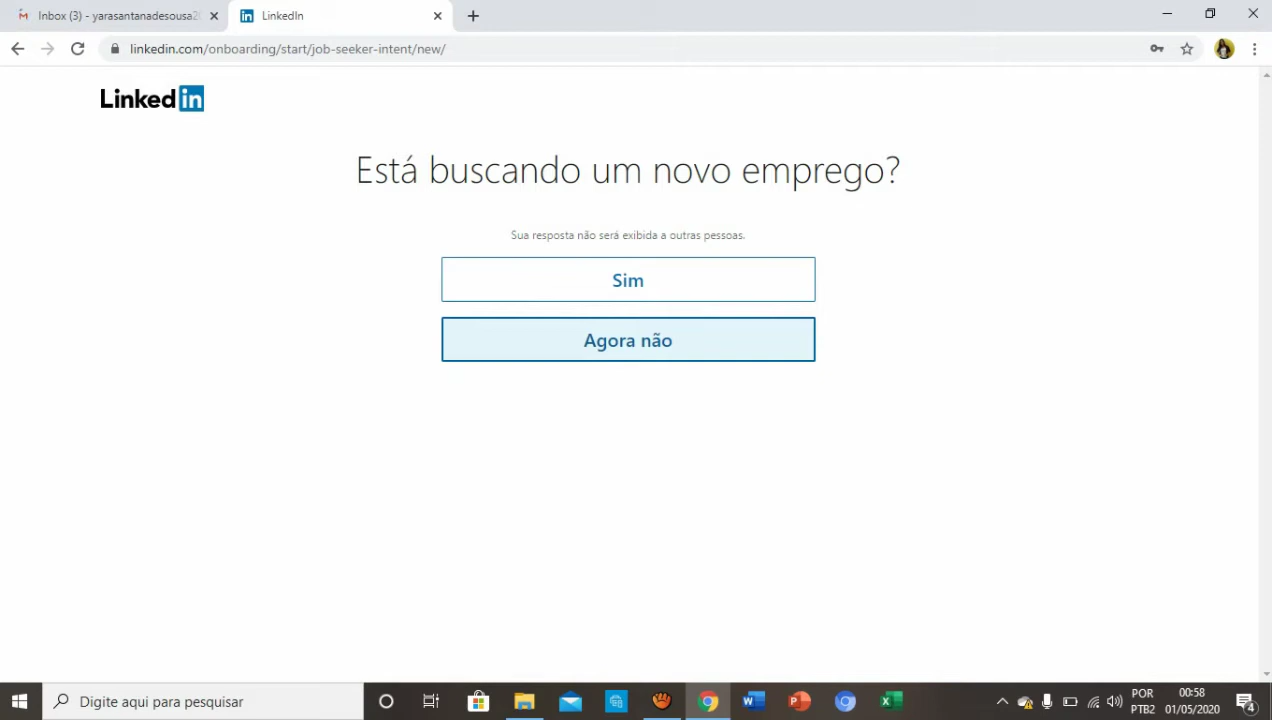 Inbox (3) - yarasantanadesousa20
LinkedIn
linkedin.com/onboarding/start/job-seeker-intent/new/
Linked in
Está buscando um novo emprego?
Sua resposta não será exibida a outras pessoas.
Sim
Agora não
Digite aqui para pesquisar
POR
PTB2
00:58
01/05/2020
4